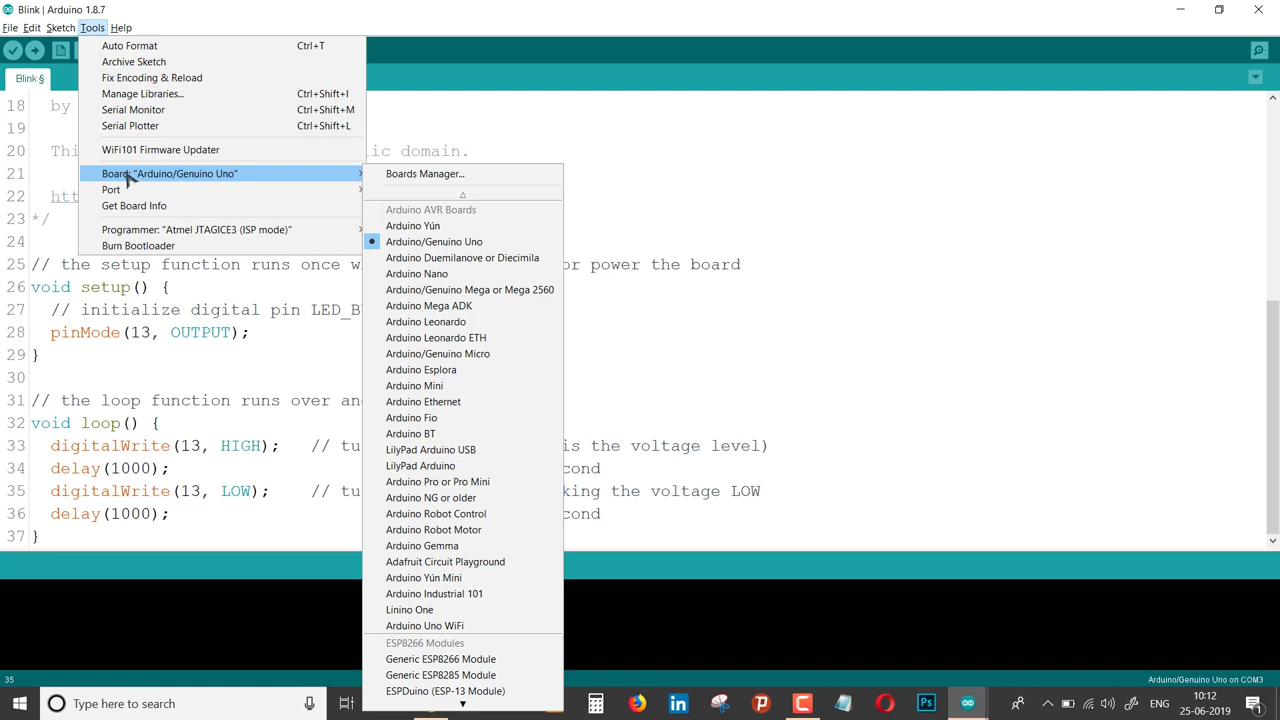 Blink | Arduino 1.8.7
File Edit Sketch Tools Help
Auto Format Ctrl+T
Archive Sketch
Fix Encoding & Reload
Manage Libraries... Ctrl+Shift+I
Serial Monitor Ctrl+Shift+M
Serial Plotter Ctrl+Shift+L
WiFi101 Firmware Updater
Board: "Arduino/Genuino Uno"
Port
Get Board Info
Programmer: "Atmel JTAGICE3 (ISP mode)"
Burn Bootloader
Boards Manager...
Arduino AVR Boards
Arduino Yún
Arduino/Genuino Uno
Arduino Duemilanove or Diecimila
Arduino Nano
Arduino/Genuino Mega or Mega 2560
Arduino Mega ADK
Arduino Leonardo
Arduino Leonardo ETH
Arduino/Genuino Micro
Arduino Esplora
Arduino Mini
Arduino Ethernet
Arduino Fio
Arduino BT
LilyPad Arduino USB
LilyPad Arduino
Arduino Pro or Pro Mini
Arduino NG or older
Arduino Robot Control
Arduino Robot Motor
Arduino Gemma
Adafruit Circuit Playground
Arduino Yún Mini
Arduino Industrial 101
Linino One
Arduino Uno WiFi
ESP8266 Modules
Generic ESP8266 Module
Generic ESP8285 Module
ESPDuino (ESP-13 Module)
Blink §
18 by
19
20 Thi ic domain.
21
22 htt
23 */
24
25 // the setup function runs once w or power the board
26 void setup() {
27 // initialize digital pin LED_B
28 pinMode(13, OUTPUT);
29 }
30
31 // the loop function runs over an
32 void loop() {
33 digitalWrite(13, HIGH); // tu is the voltage level)
34 delay(1000); cond
35 digitalWrite(13, LOW); // tu king the voltage LOW
36 delay(1000); cond
37 }
35 Arduino/Genuino Uno on COM3
Type here to search
ENG
10:12
25-06-2019